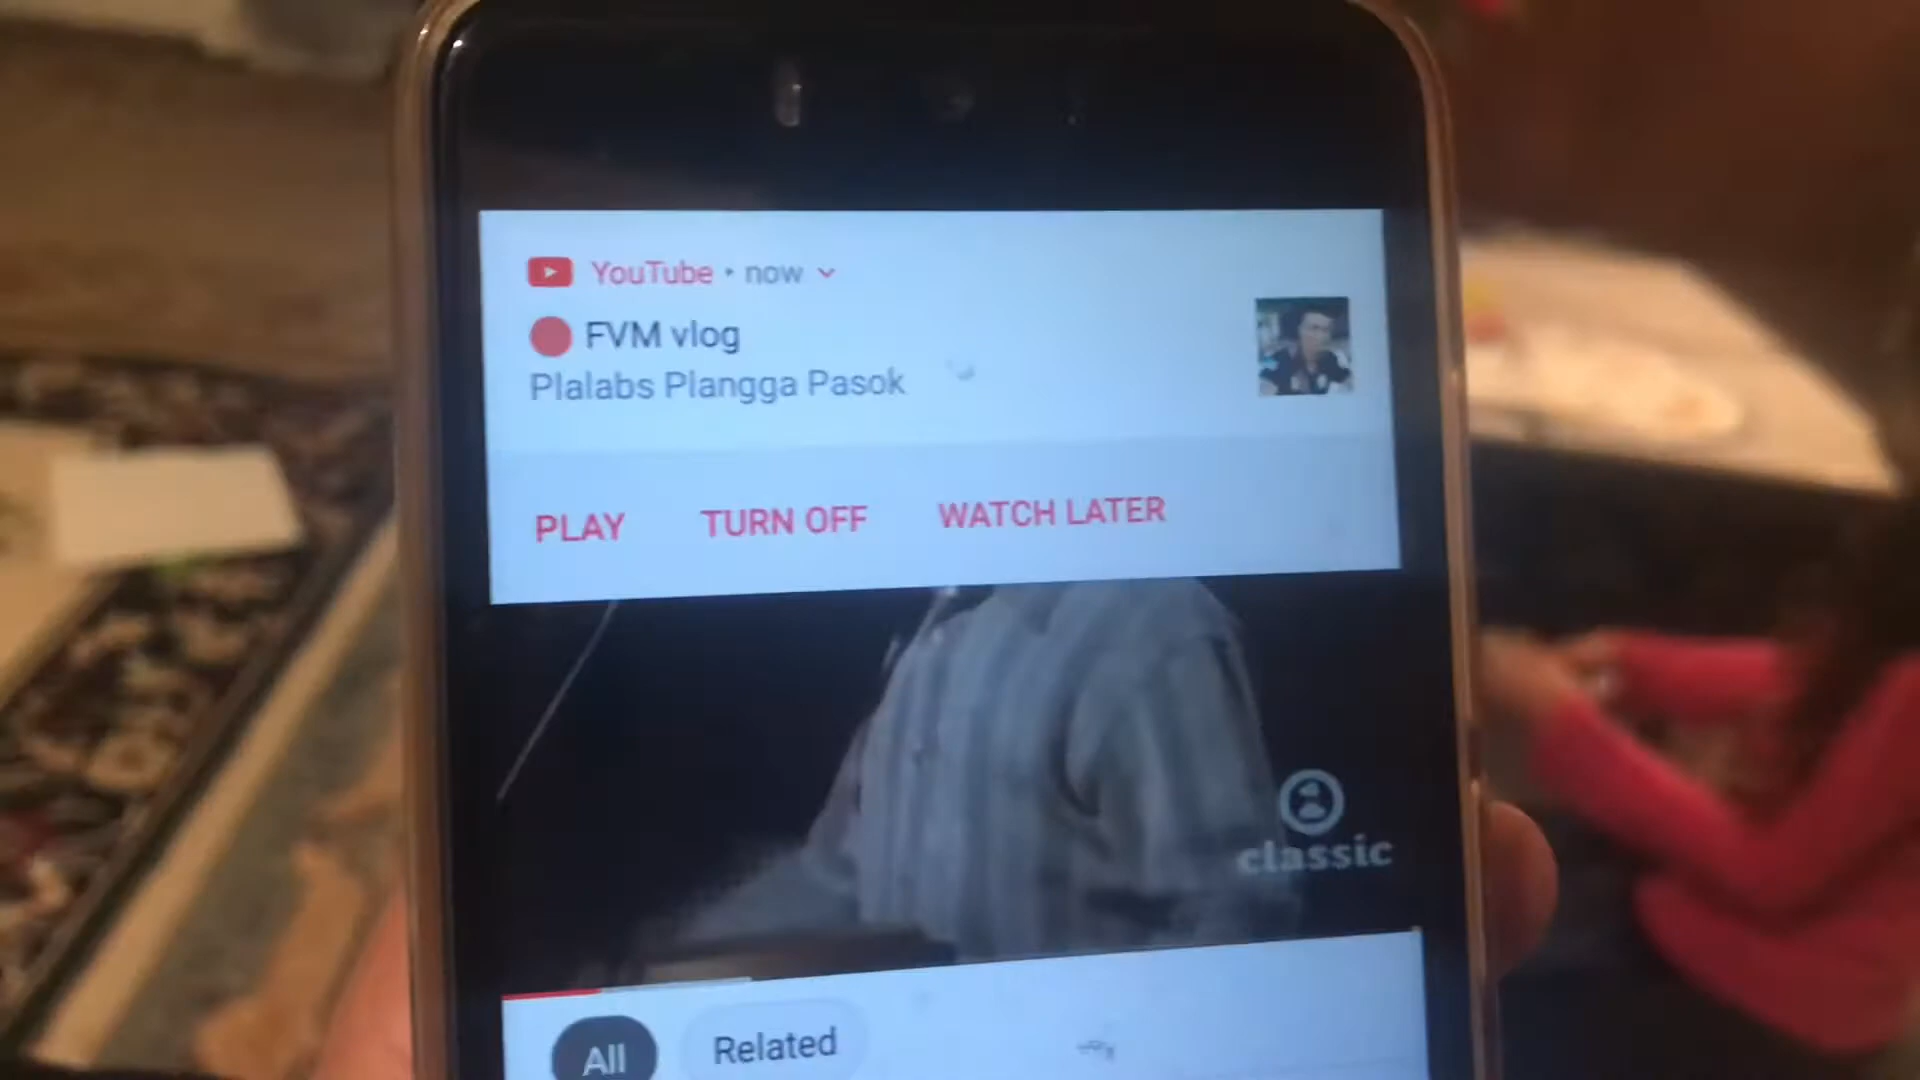 YouTube • now
FVM vlog
Plalabs Plangga Pasok
PLAY TURN OFF WATCH LATER
classic
All Related